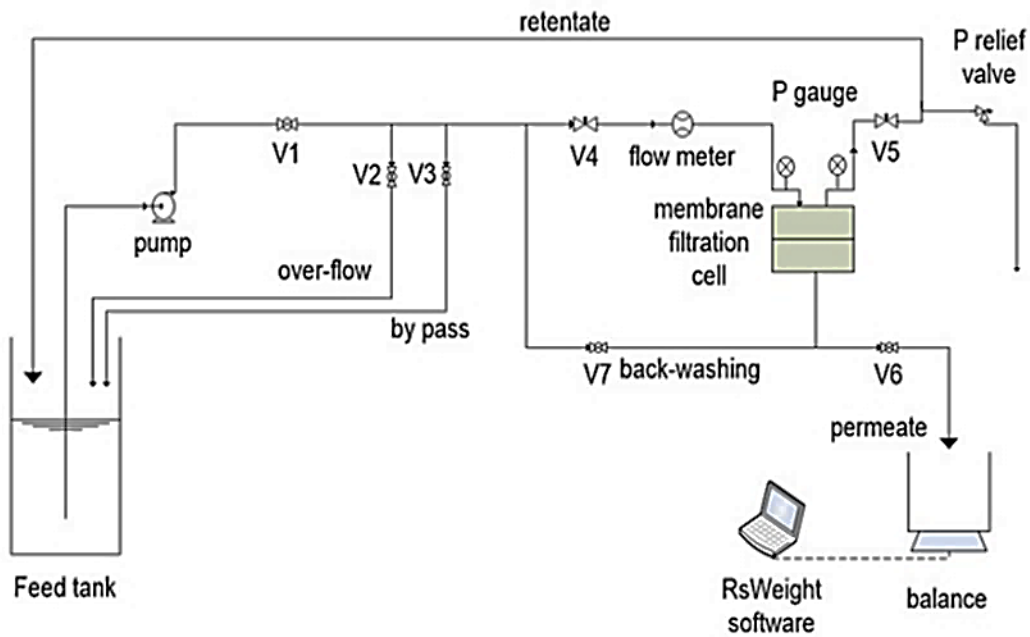 retentate
P relief
valve
P gauge
V1
V2
V3
V4
flow meter
V5
pump
membrane
filtration
cell
over-flow
by pass
V7
back-washing
V6
permeate
Feed tank
RsWeight
software
balance